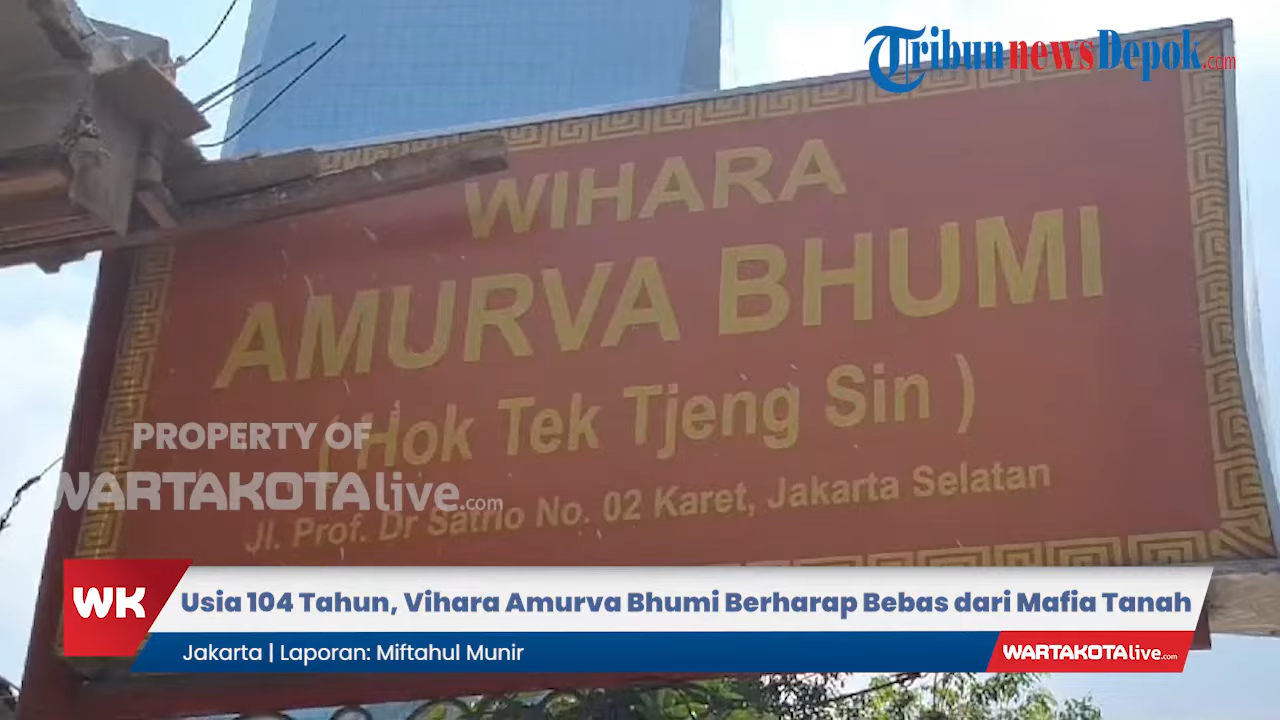 TribunnewsDepok.com
WIHARA
AMURVA BHUMI
( Hok Tek Tjeng Sin )
Jl. Prof. Dr Satrio No. 02 Karet, Jakarta Selatan
PROPERTY OF
WARTAKOTAlive.com
WK
Usia 104 Tahun, Vihara Amurva Bhumi Berharap Bebas dari Mafia Tanah
Jakarta | Laporan: Miftahul Munir
WARTAKOTAlive.com